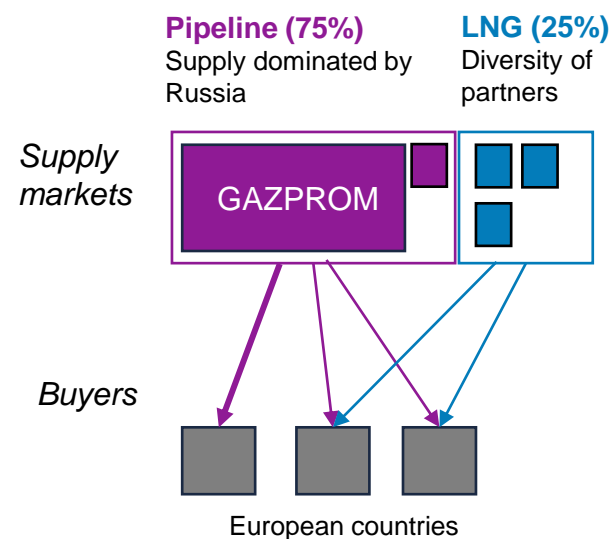 Pipeline (75%)
Supply dominated by
Russia
LNG (25%)
Diversity of
partners
Supply
markets
GAZPROM
Buyers
European countries